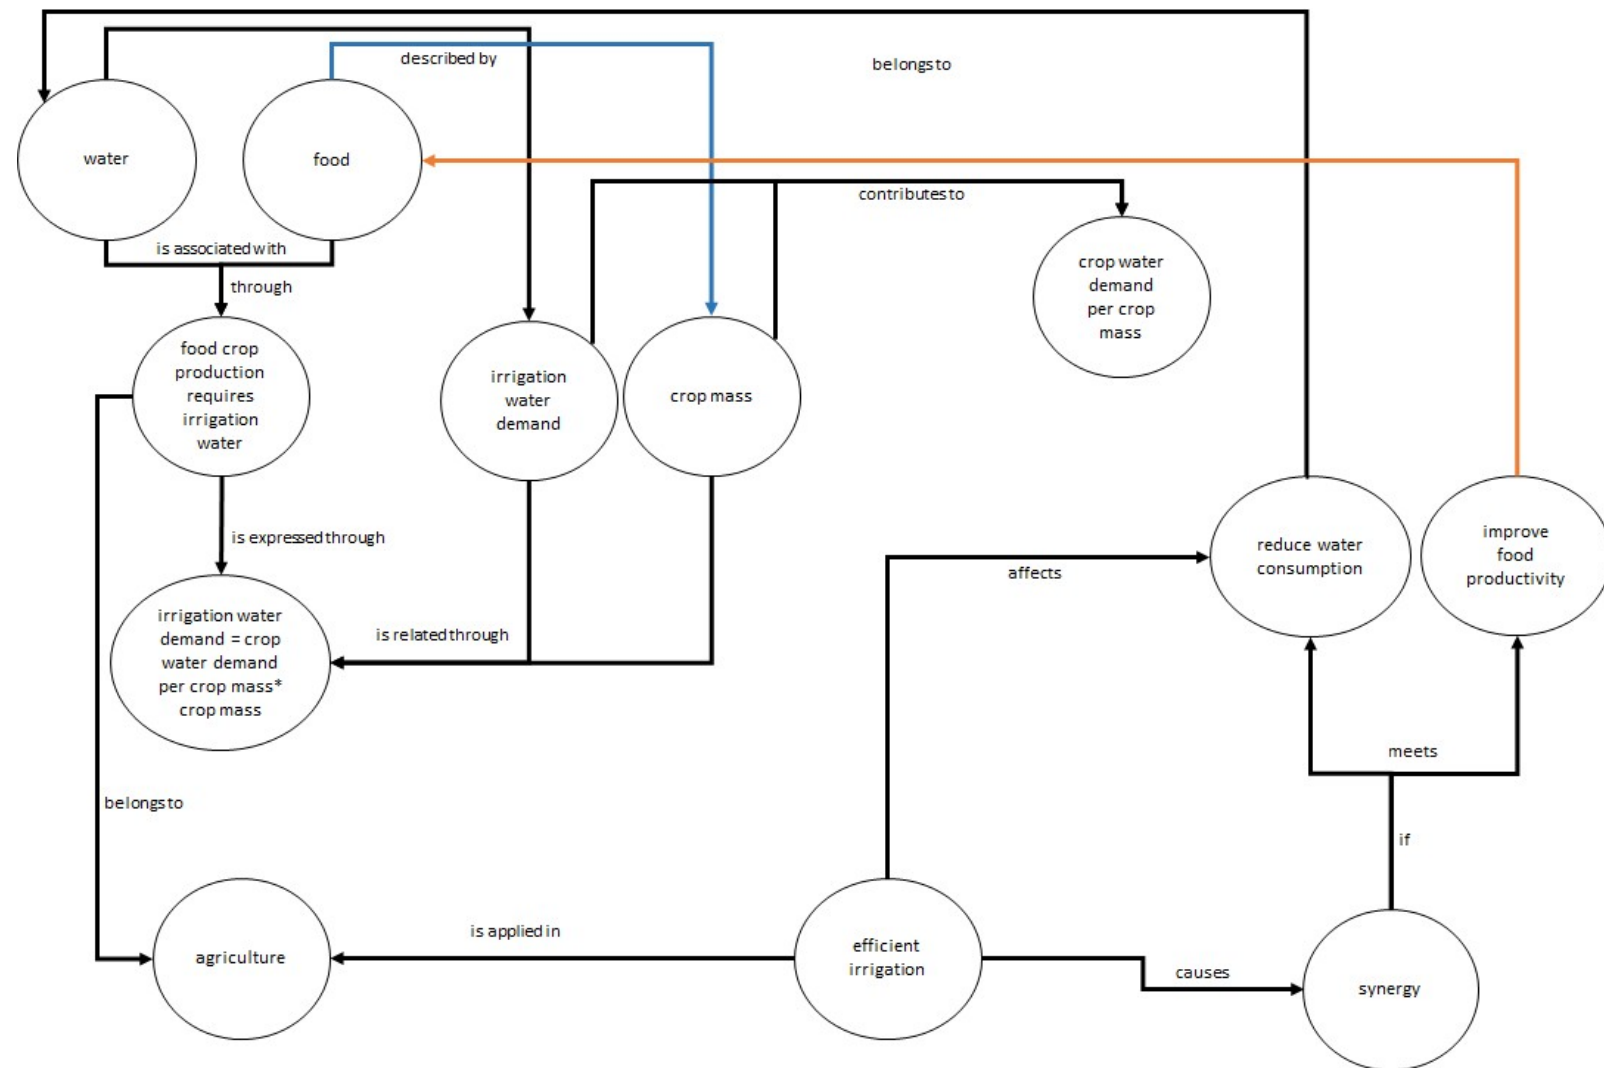 described by
belongs to
water
food
contributes to
is associated with
crop water
demand
per crop
mass
through
food crop
production
requires
irrigation
water
irrigation
water
demand
crop mass
improve
food
productivity
reduce water
consumption
is expressed through
affects
irrigation water
demand = crop
water demand
per crop mass*
crop mass
is related through
meets
belongs to
if
is applied in
efficient
irrigation
agriculture
causes
synergy